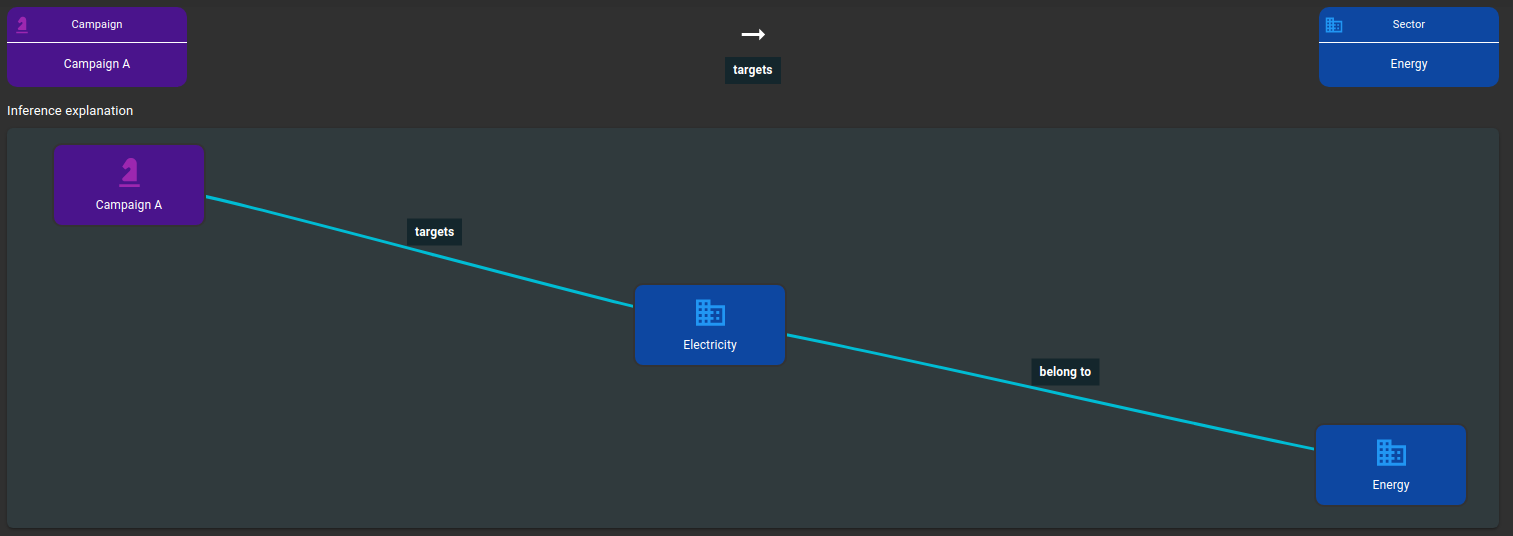 Campaign
Campaign A
targets
Sector
Energy
Inference explanation
Campaign A
targets
Electricity
belong to
Energy